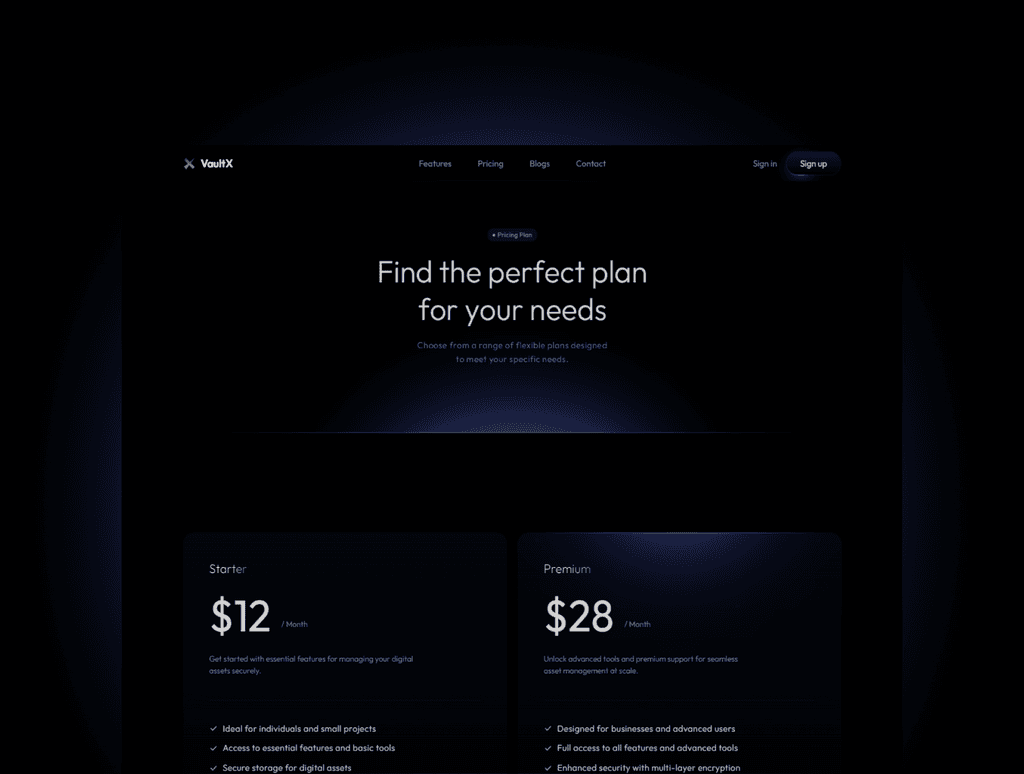 VaultX
Features Pricing Blogs Contact
Sign in Sign up
Pricing Plan
Find the perfect plan
for your needs
Choose from a range of flexible plans designed
to meet your specific needs.
Starter
$12 / Month
Get started with essential features for managing your digital
assets securely.
Ideal for individuals and small projects
Access to essential features and basic tools
Secure storage for digital assets
Premium
$28 / Month
Unlock advanced tools and premium support for seamless
asset management at scale.
Designed for businesses and advanced users
Full access to all features and advanced tools
Enhanced security with multi-layer encryption